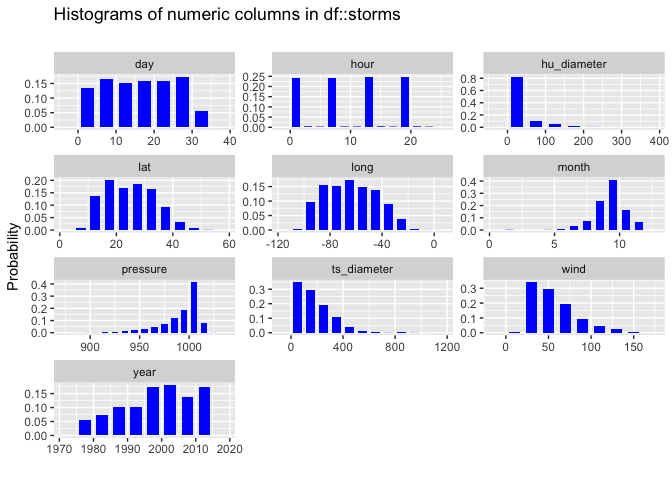 Histograms of numeric columns in df::storms
day
hour
hu_diameter
0.15
0.10
0.05
0.00
0 10 20 30 40
0.25
0.20
0.15
0.10
0.05
0.00
0 10 20
0.8
0.6
0.4
0.2
0.0
0 100 200 300 400
lat
long
month
0.20
0.15
0.10
0.05
0.00
0 20 40 60
0.15
0.10
0.05
0.00
-120 -80 -40 0
0.4
0.3
0.2
0.1
0.0
0 5 10
Probability
pressure
ts_diameter
wind
0.4
0.3
0.2
0.1
0.0
900 950 1000
0.3
0.2
0.1
0.0
0 400 800 1200
0.3
0.2
0.1
0.0
0 50 100 150
year
0.15
0.10
0.05
0.00
1970 1980 1990 2000 2010 2020